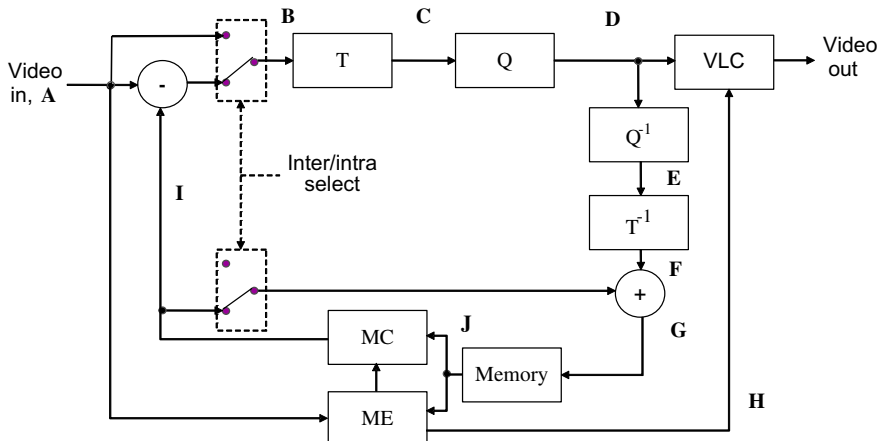 B
C
D
T
Q
VLC
Video
out
Video
in, A
-
Q-1
Inter/intra
select
E
I
T-1
F
+
G
MC
J
Memory
ME
H